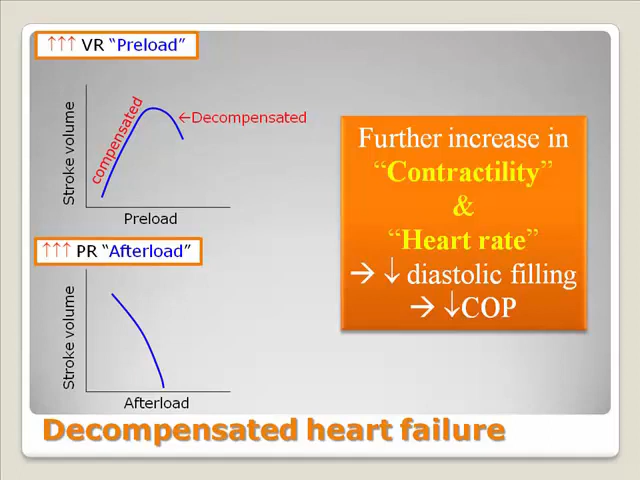 ↑↑↑ VR “Preload”
Stroke volume
compensated
←Decompensated
Preload
↑↑↑ PR “Afterload”
Stroke volume
Afterload
Further increase in
“Contractility”
&
“Heart rate”
→ ↓ diastolic filling
→ ↓COP
Decompensated heart failure